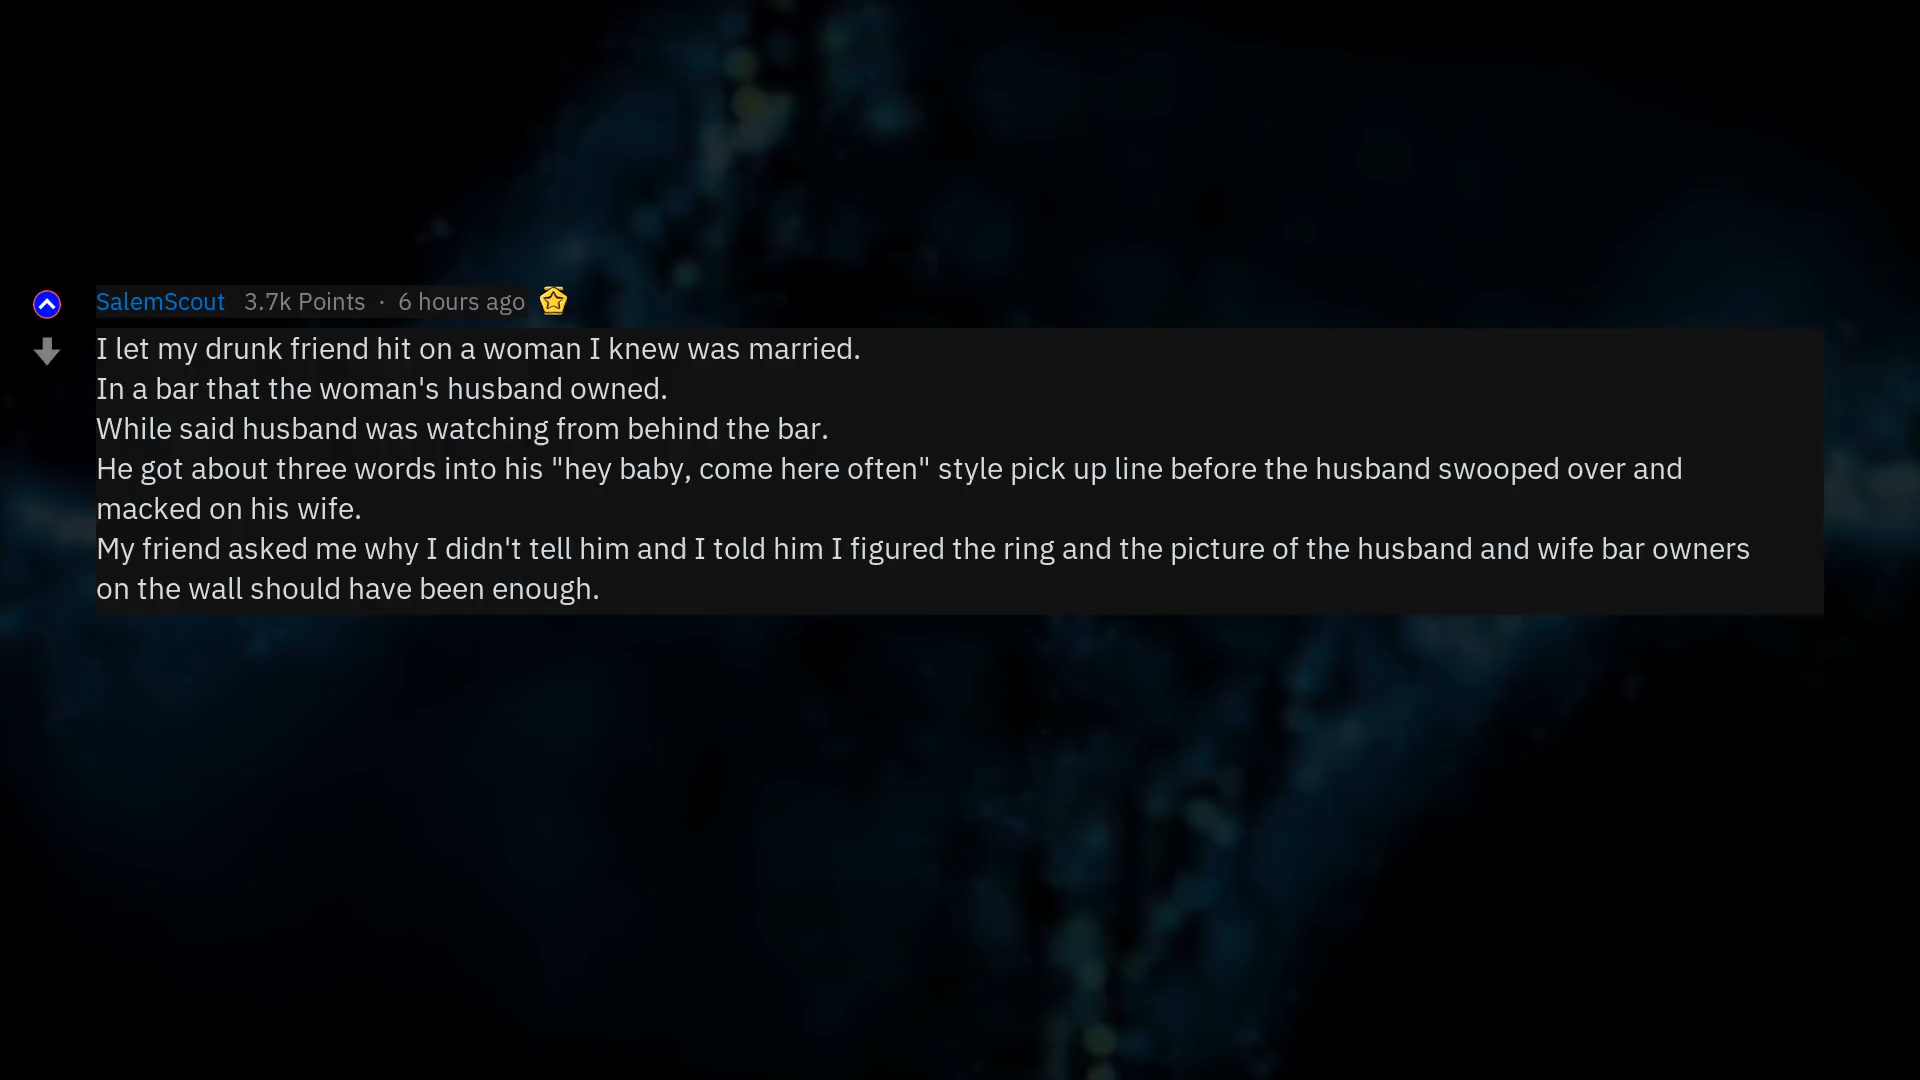 SalemScout 3.7k Points · 6 hours ago
I let my drunk friend hit on a woman I knew was married.
In a bar that the woman's husband owned.
While said husband was watching from behind the bar.
He got about three words into his "hey baby, come here often" style pick up line before the husband swooped over and
macked on his wife.
My friend asked me why I didn't tell him and I told him I figured the ring and the picture of the husband and wife bar owners
on the wall should have been enough.